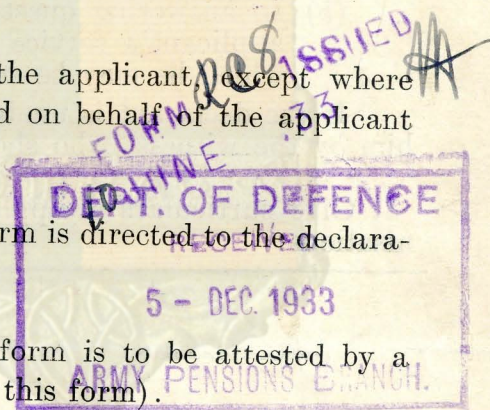 the applicant, except where
d on behalf of the applicant
FORM ISSUED
.33
DEPT. OF DEFENCE
rm is directed to the declara-
RECEIVED
5 - DEC. 1933
form is to be attested by a
ARMY PENSIONS BRANCH.
this form).